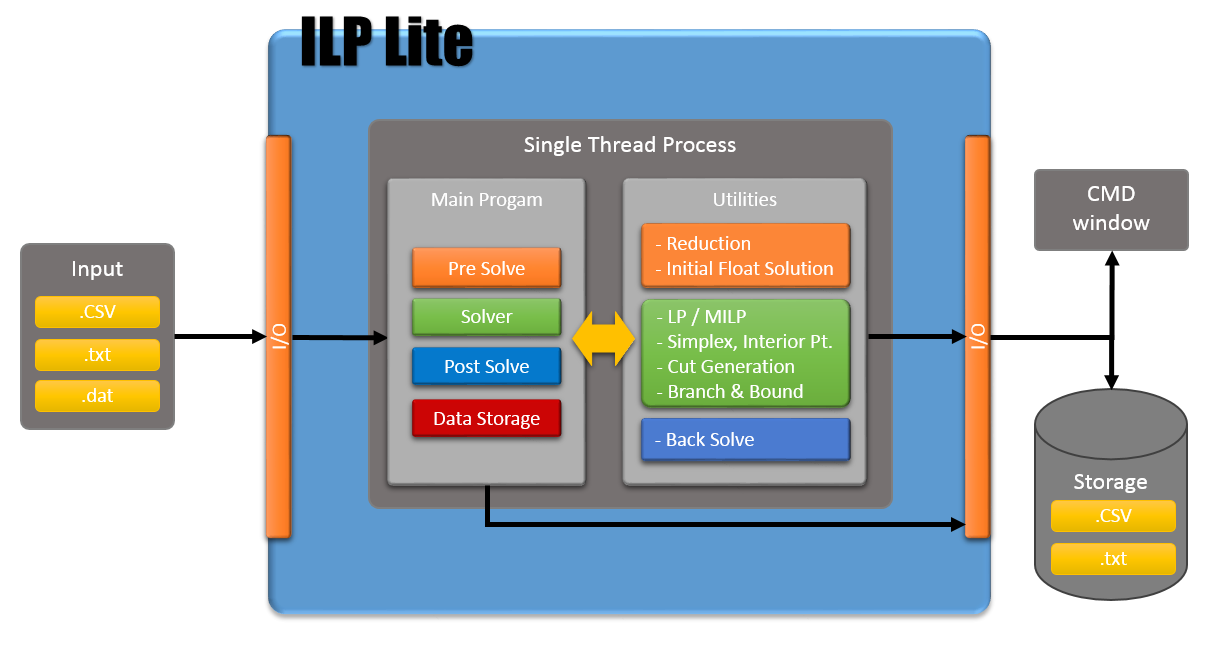 ILP Lite
Single Thread Process
Main Progam
Utilities
Pre Solve
Solver
Post Solve
Data Storage
- Reduction
- Initial Float Solution
- LP / MILP
- Simplex, Interior Pt.
- Cut Generation
- Branch & Bound
- Back Solve
Input
.CSV
.txt
.dat
I/O
I/O
CMD
window
Storage
.CSV
.txt